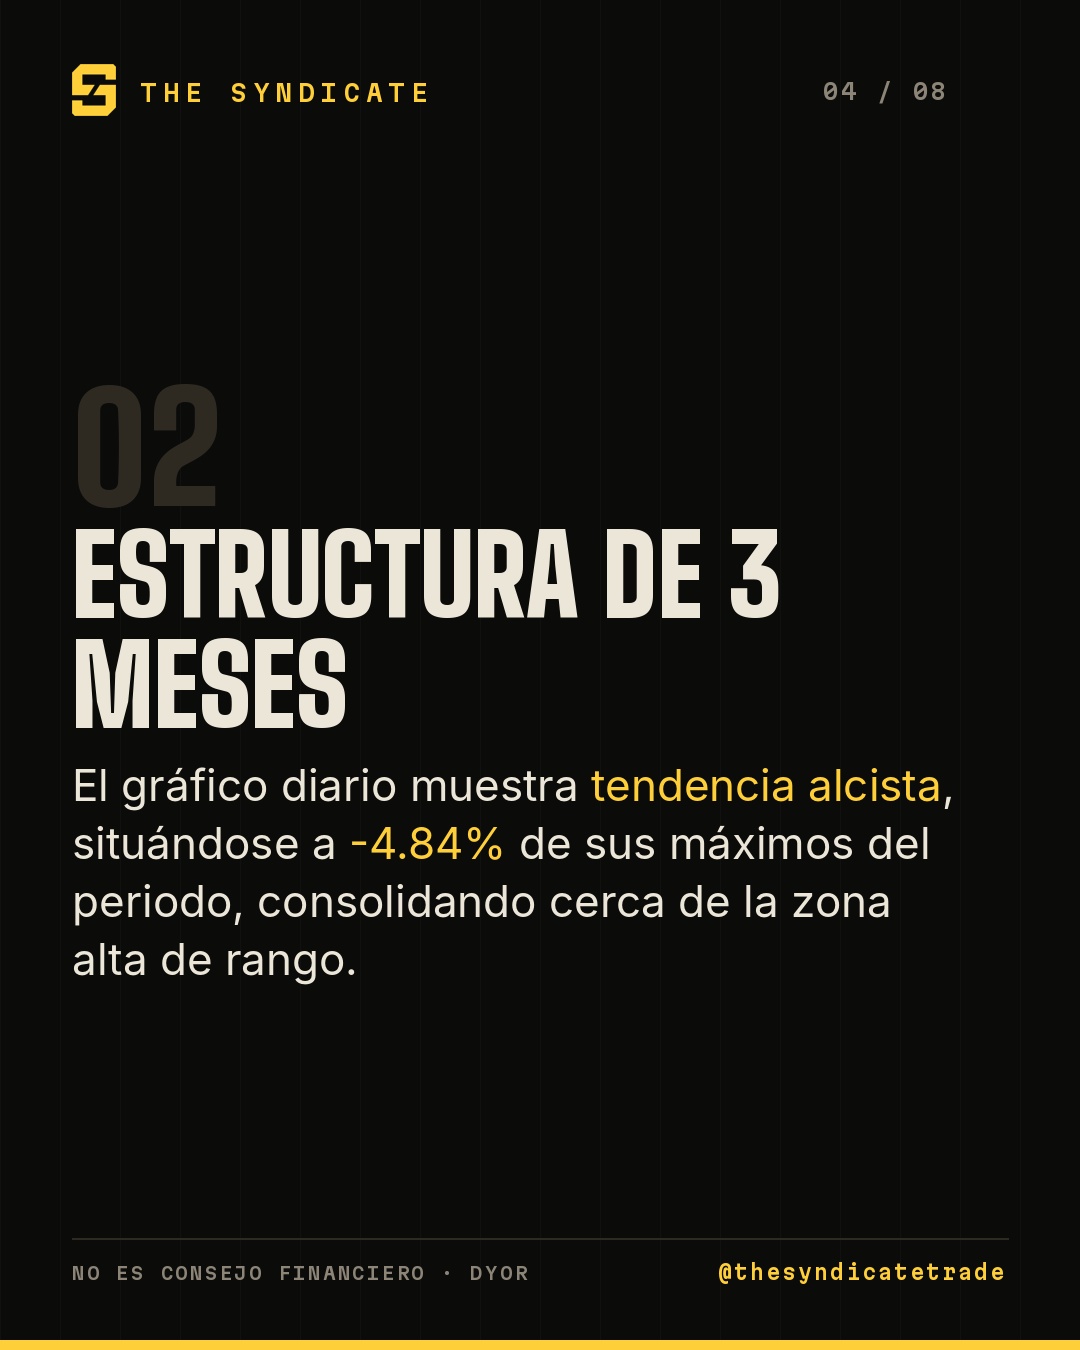 THE SYNDICATE
04 / 08
02
ESTRUCTURA DE 3
MESES
El gráfico diario muestra tendencia alcista,
situándose a -4.84% de sus máximos del
periodo, consolidando cerca de la zona
alta de rango.
NO ES CONSEJO FINANCIERO · DYOR
@thesyndicatetrade